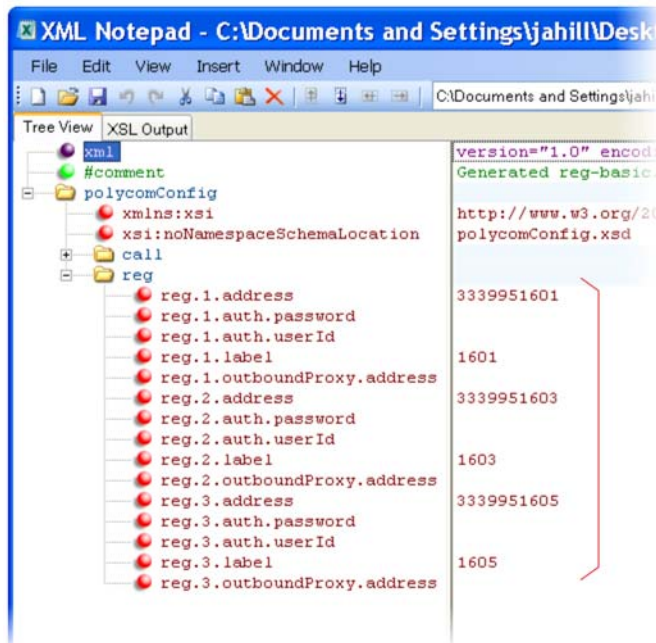 XML Notepad - C:\Documents and Settings\jahill\Desk
File Edit View Insert Window Help
C:\Documents and Settings\jahi
Tree View XSL Output
xml version="1.0" encod
#comment Generated reg-basic.
polycomConfig
xmlns:xsi http://www.w3.org/20
xsi:noNamespaceSchemaLocation polycomConfig.xsd
call
reg
reg.1.address 3339951601
reg.1.auth.password
reg.1.auth.userId
reg.1.label 1601
reg.1.outboundProxy.address
reg.2.address 3339951603
reg.2.auth.password
reg.2.auth.userId
reg.2.label 1603
reg.2.outboundProxy.address
reg.3.address 3339951605
reg.3.auth.password
reg.3.auth.userId
reg.3.label 1605
reg.3.outboundProxy.address